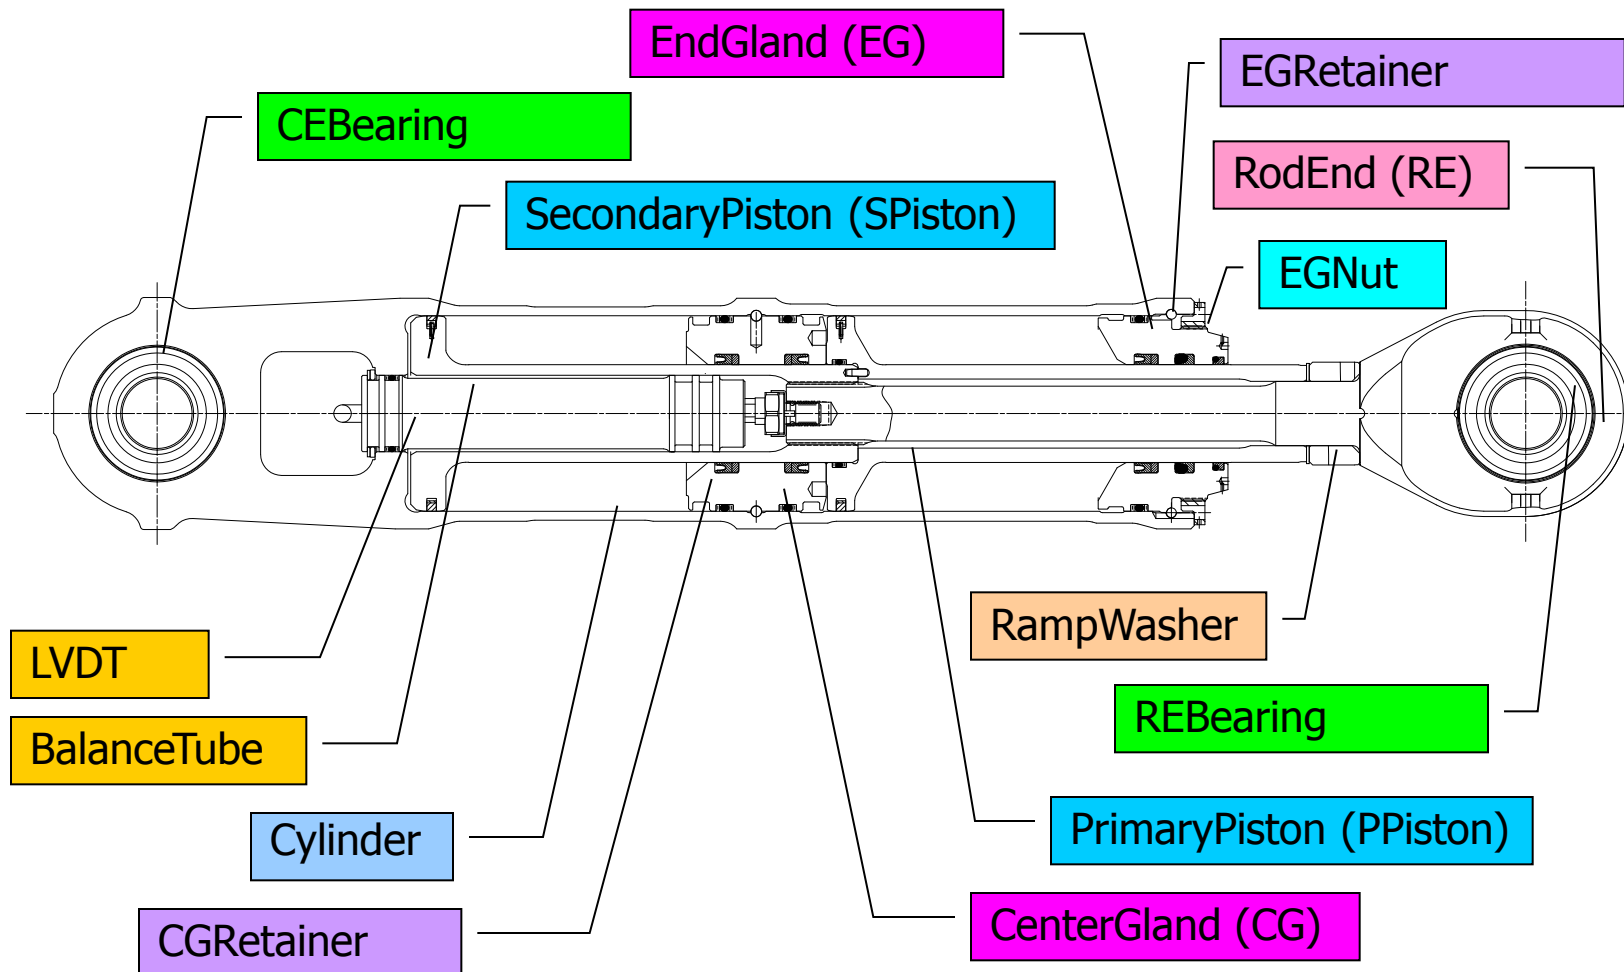 EndGland (EG)
EGRetainer
CEBearing
RodEnd (RE)
SecondaryPiston (SPiston)
EGNut
RampWasher
LVDT
REBearing
BalanceTube
Cylinder
PrimaryPiston (PPiston)
CenterGland (CG)
CGRetainer